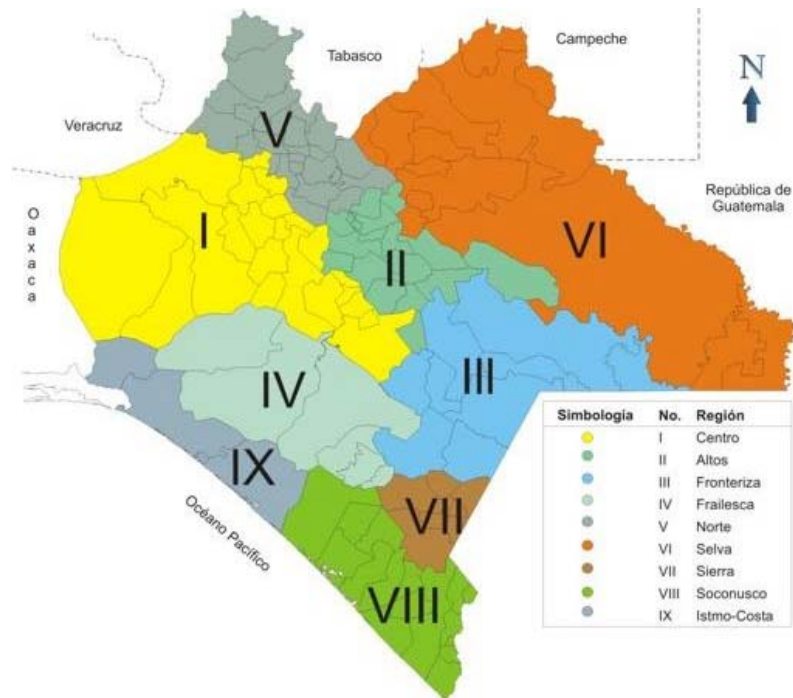 Campeche
Tabasco
N
Veracruz
V
República de
Guatemala
Oaxaca
I
VI
II
III
IV
IX
VII
VIII
Océano Pacífico
Simbología No. Región
I Centro
II Altos
III Fronteriza
IV Frailesca
V Norte
VI Selva
VII Sierra
VIII Soconusco
IX Istmo-Costa